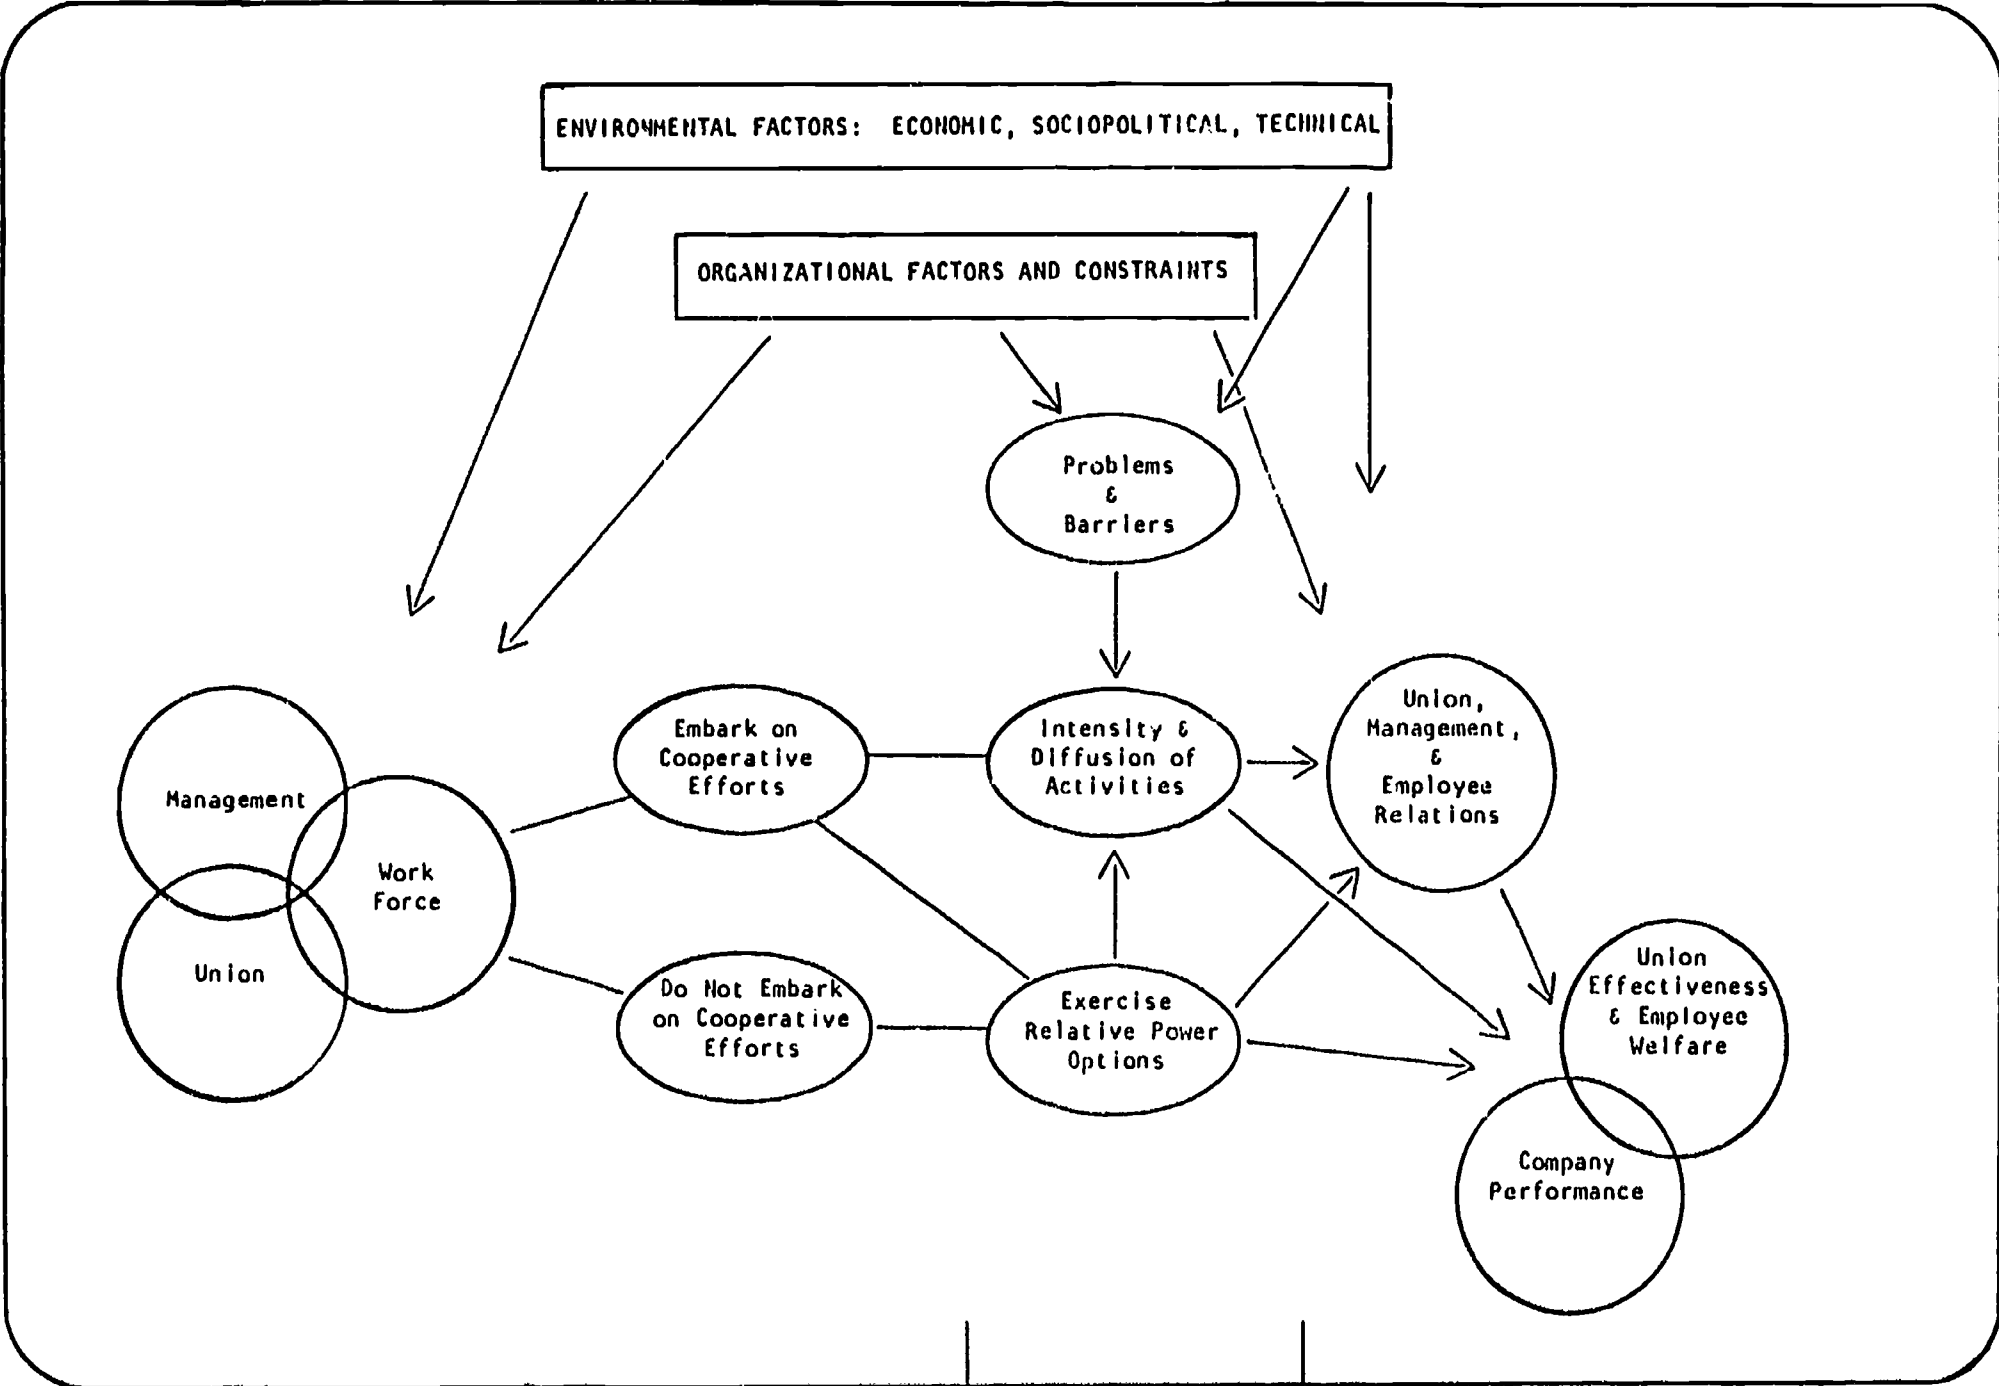 ENVIRONMENTAL FACTORS: ECONOMIC, SOCIOPOLITICAL, TECHNICAL
ORGANIZATIONAL FACTORS AND CONSTRAINTS
Problems
&
Barriers
Management
Union
Work
Force
Embark on
Cooperative
Efforts
Do Not Embark
on Cooperative
Efforts
Intensity &
Diffusion of
Activities
Exercise
Relative Power
Options
Union,
Management,
&
Employee
Relations
Union
Effectiveness
& Employee
Welfare
Company
Performance